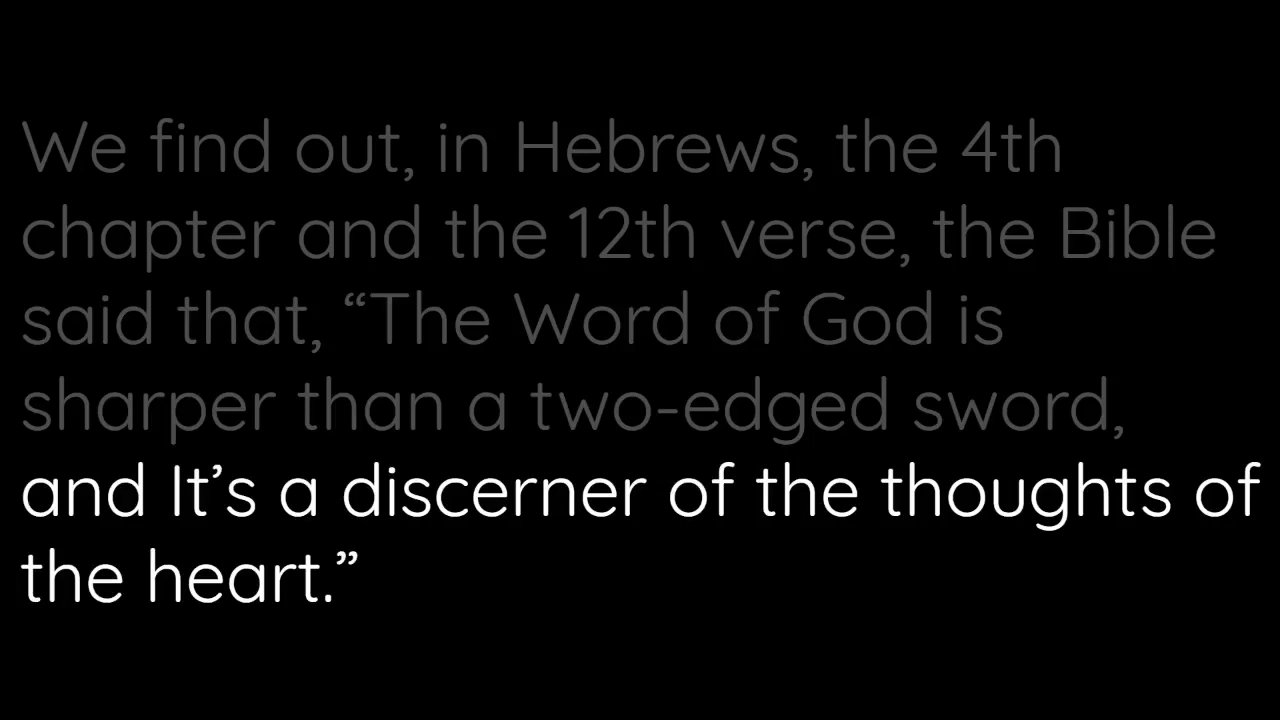 We find out, in Hebrews, the 4th
chapter and the 12th verse, the Bible
said that, “The Word of God is
sharper than a two-edged sword,
and It’s a discerner of the thoughts of
the heart.”